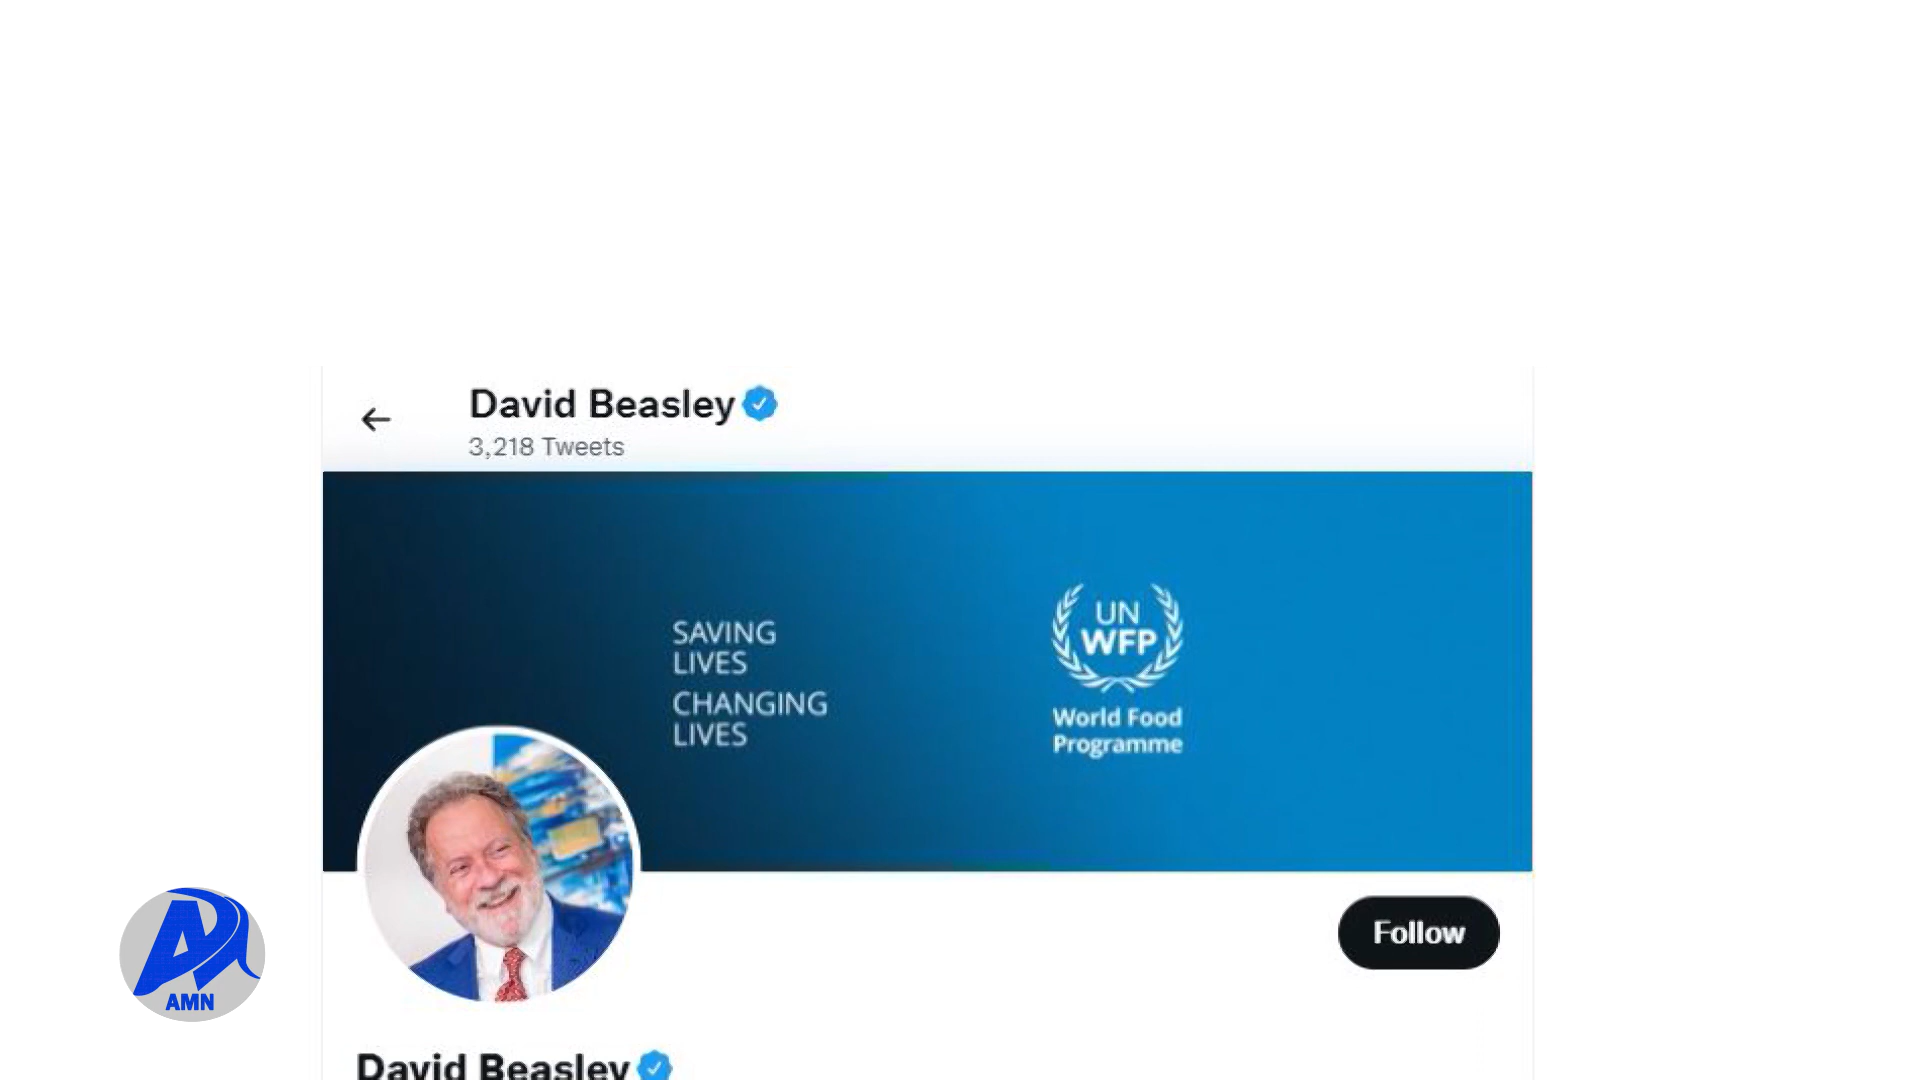 David Beasley
3,218 Tweets
SAVING
LIVES
CHANGING
LIVES
UN
WFP
World Food
Programme
Follow
AMN
David Beasley